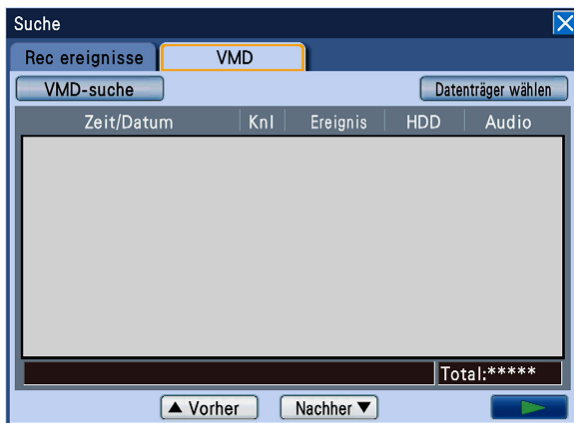 Suche
Rec ereignisse VMD
VMD-suche Datenträger wählen
Zeit/Datum Knl Ereignis HDD Audio
Total:*****
▲ Vorher Nachher ▼